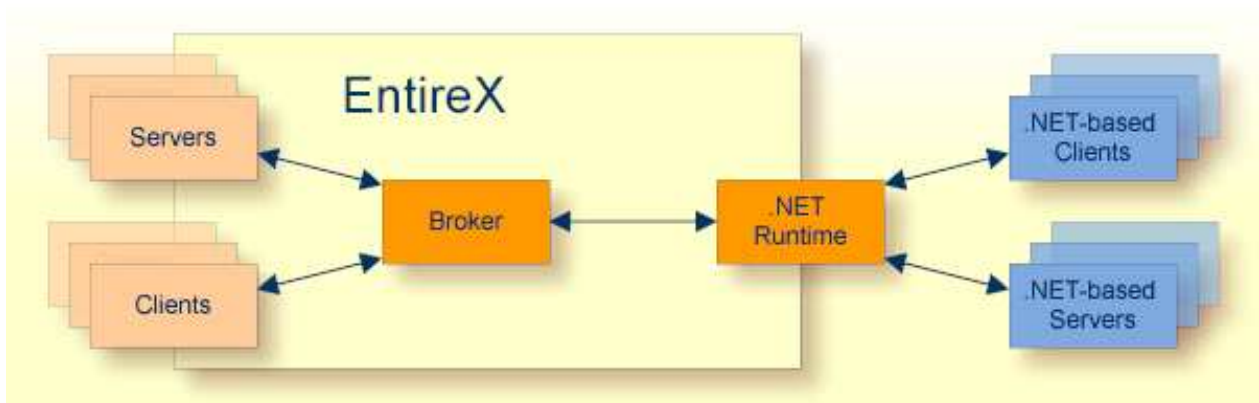 EntireX
Servers
.NET-based
Clients
Broker
.NET
Runtime
Clients
.NET-based
Servers